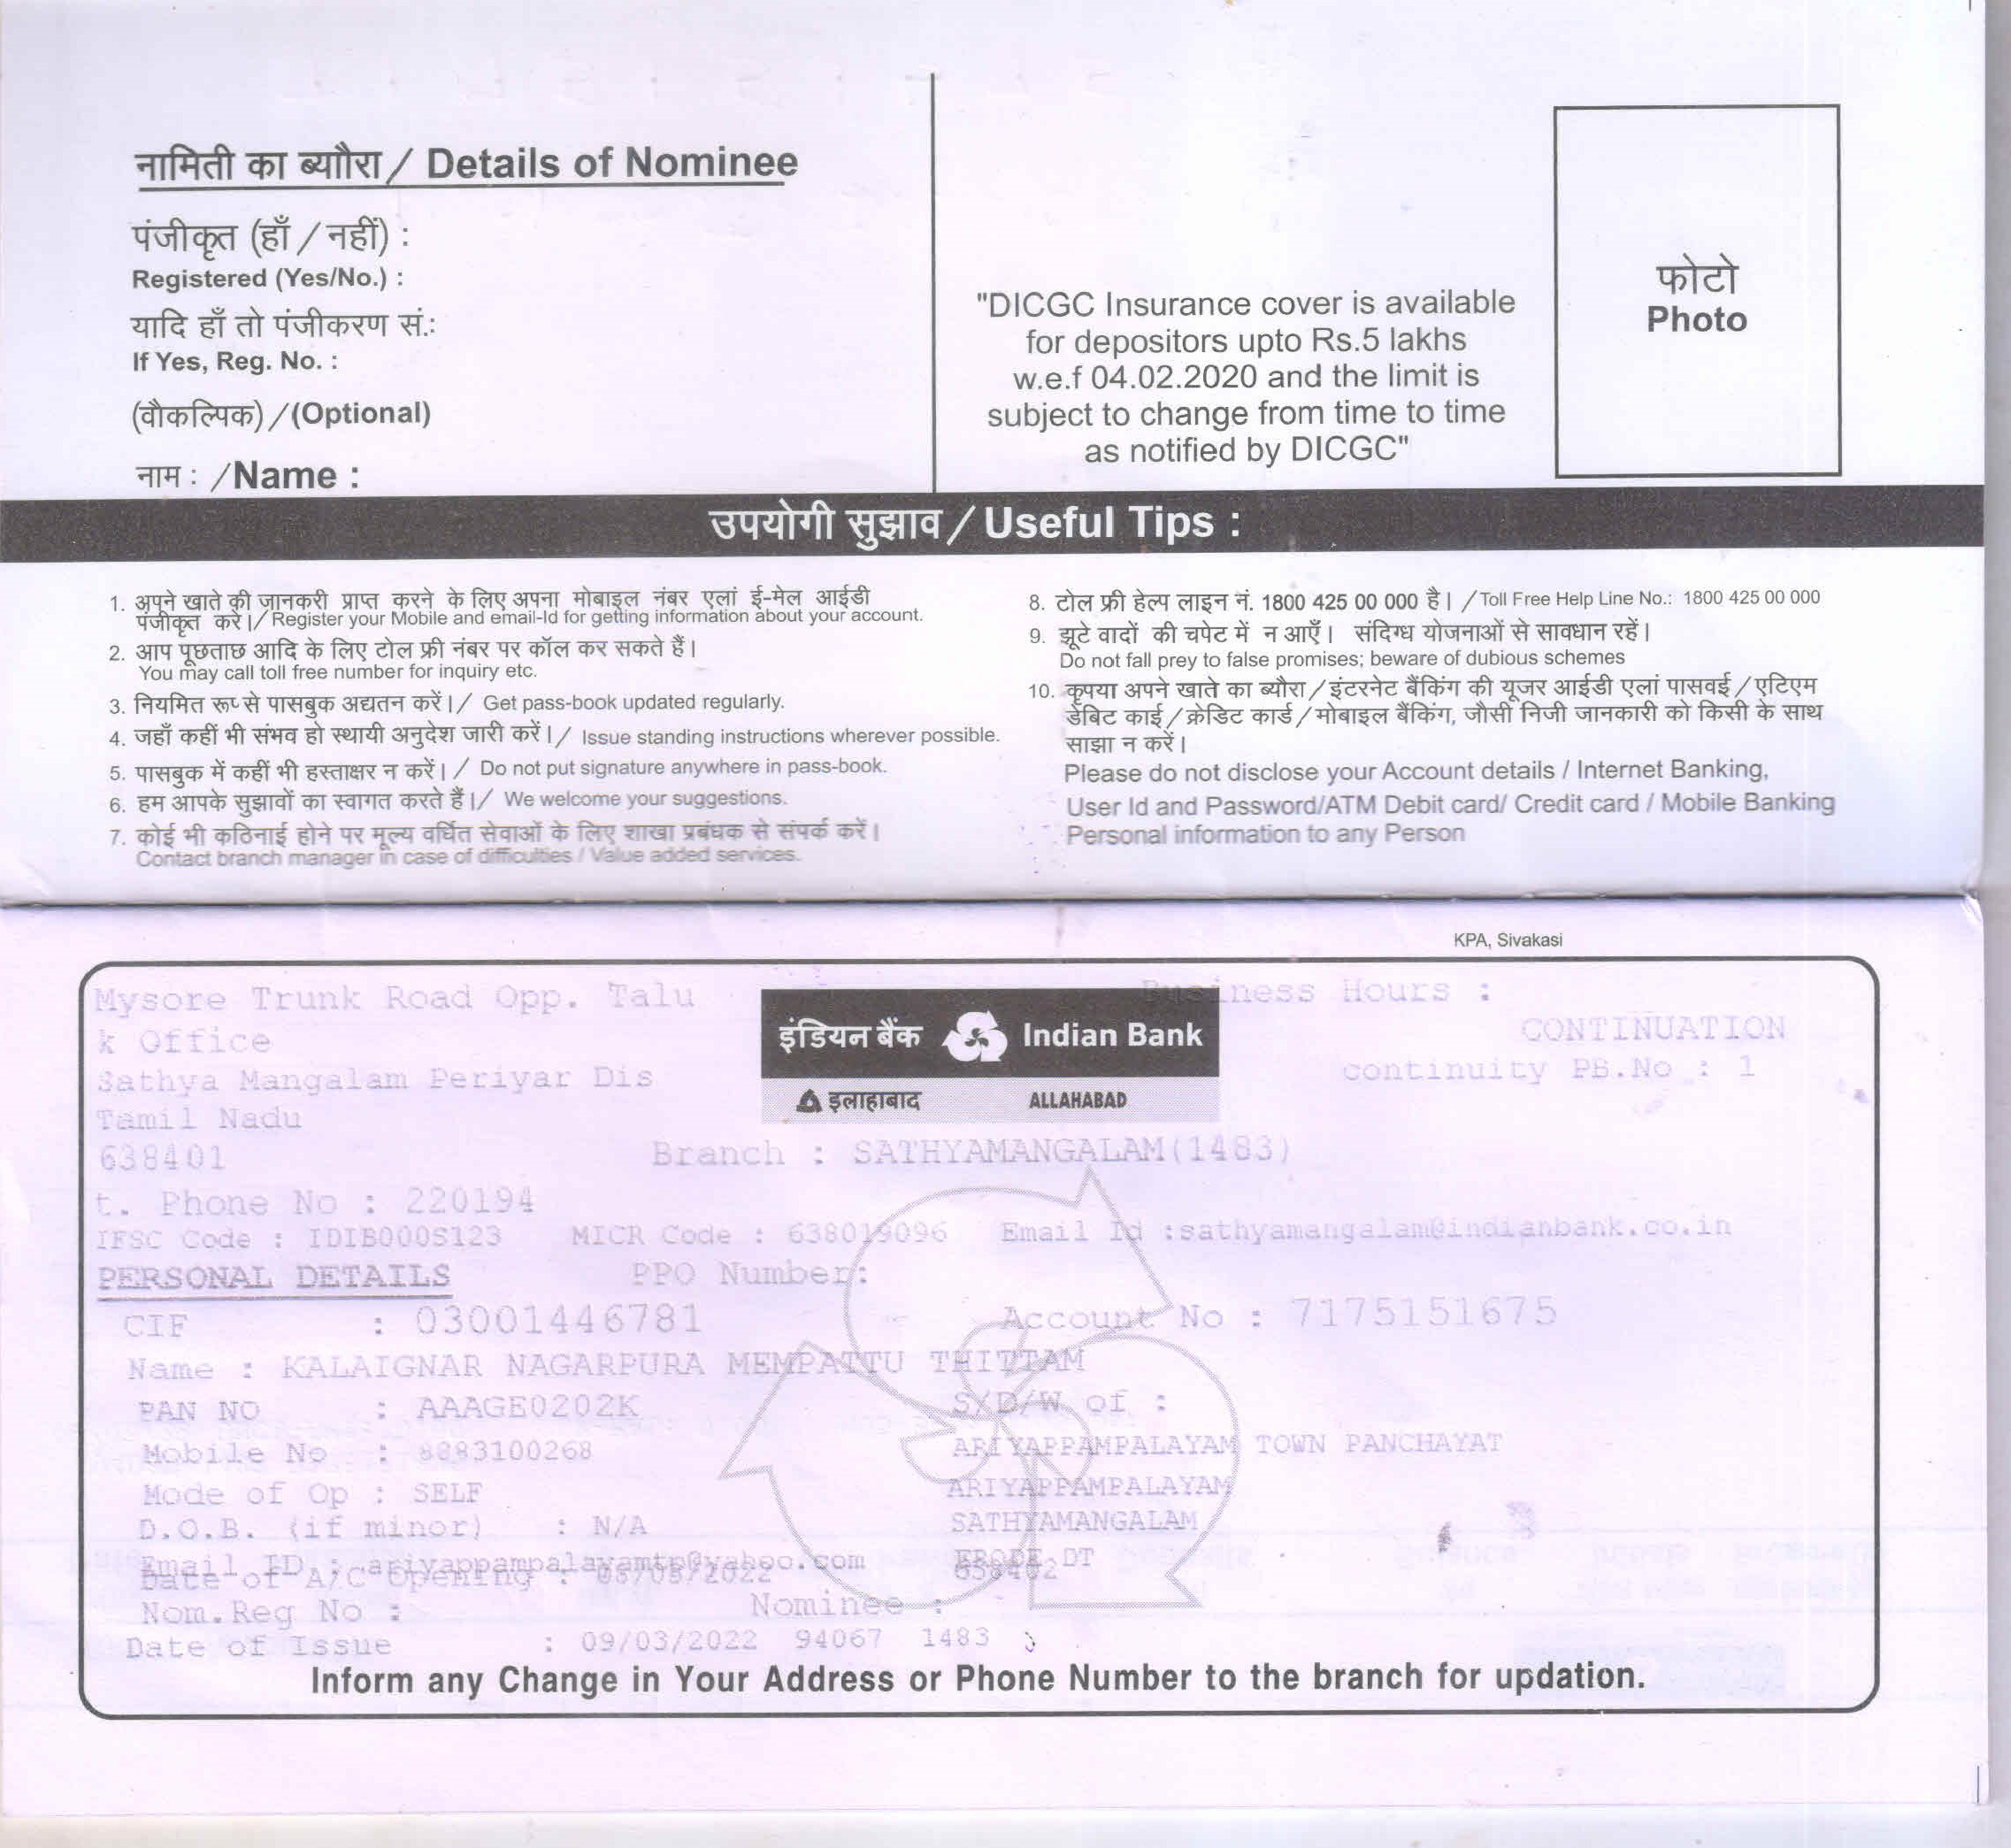 नामिती का ब्यौरा / Details of Nominee
पंजीकृत (हाँ / नहीं) :
Registered (Yes/No.) :
यादि हाँ तो पंजीकरण सं.:
If Yes, Reg. No. :
(वौकल्पिक) / (Optional)
नाम : / Name :
"DICGC Insurance cover is available
for depositors upto Rs.5 lakhs
w.e.f 04.02.2020 and the limit is
subject to change from time to time
as notified by DICGC"
फोटो
Photo
उपयोगी सुझाव / Useful Tips :
1. अपने खाते की जानकरी प्राप्त करने के लिए अपना मोबाइल नंबर एलां ई-मेल आईडी
पंजीकृत करें। / Register your Mobile and email-Id for getting information about your account.
2. आप पूछताछ आदि के लिए टोल फ्री नंबर पर कॉल कर सकते हैं।
You may call toll free number for inquiry etc.
3. नियमित रूप से पासबुक अद्यतन करें। / Get pass-book updated regularly.
4. जहाँ कहीं भी संभव हो स्थायी अनुदेश जारी करें। / Issue standing instructions wherever possible.
5. पासबुक में कहीं भी हस्ताक्षर न करें। / Do not put signature anywhere in pass-book.
6. हम आपके सुझावों का स्वागत करते हैं। / We welcome your suggestions.
7. कोई भी कठिनाई होने पर मूल्य वर्धित सेवाओं के लिए शाखा प्रबंधक से संपर्क करें।
Contact branch manager in case of difficulties / Value added services.
8. टोल फ्री हेल्प लाइन नं. 1800 425 00 000 है। / Toll Free Help Line No.: 1800 425 00 000
9. झूटे वादों की चपेट में न आएँ। संदिग्ध योजनाओं से सावधान रहें।
Do not fall prey to false promises; beware of dubious schemes
10. कृपया अपने खाते का ब्यौरा / इंटरनेट बैंकिंग की यूजर आईडी एलां पासवर्ड / एटिएम
डेबिट कार्ड / क्रेडिट कार्ड / मोबाइल बैंकिंग, जौसी निजी जानकारी को किसी के साथ
साझा न करें।
Please do not disclose your Account details / Internet Banking,
User Id and Password/ATM Debit card/ Credit card / Mobile Banking
Personal information to any Person
KPA, Sivakasi
Mysore Trunk Road Opp. Talu
k Office
Sathya Mangalam Periyar Dis
Tamil Nadu
638401
इंडियन बैंक Indian Bank
इलाहाबाद ALLAHABAD
Business Hours :
CONTINUATION
continuity PB.No : 1
Branch : SATHYAMANGALAM(1483)
t. Phone No : 220194
IFSC Code : IDIB000S123 MICR Code : 638019096 Email Id :sathyamangalam@indianbank.co.in
PERSONAL DETAILS PPO Number:
CIF : 03001446781 Account No : 7175151675
Name : KALAIGNAR NAGARPURA MEMPATTU THITTAM
PAN NO : AAAGE0202K S/D/W of :
Mobile No : 8883100268 ARIYAPPAMPALAYAM TOWN PANCHAYAT
Mode of Op : SELF ARIYAPPAMPALAYAM
D.O.B. (if minor) : N/A SATHYAMANGALAM
Email ID : ariyappampalayamtp@yahoo.com ERODE DT
Date of A/C Opening : /03/2022 638402
Nom.Reg No : Nominee :
Date of Issue : 09/03/2022 94067 1483
Inform any Change in Your Address or Phone Number to the branch for updation.